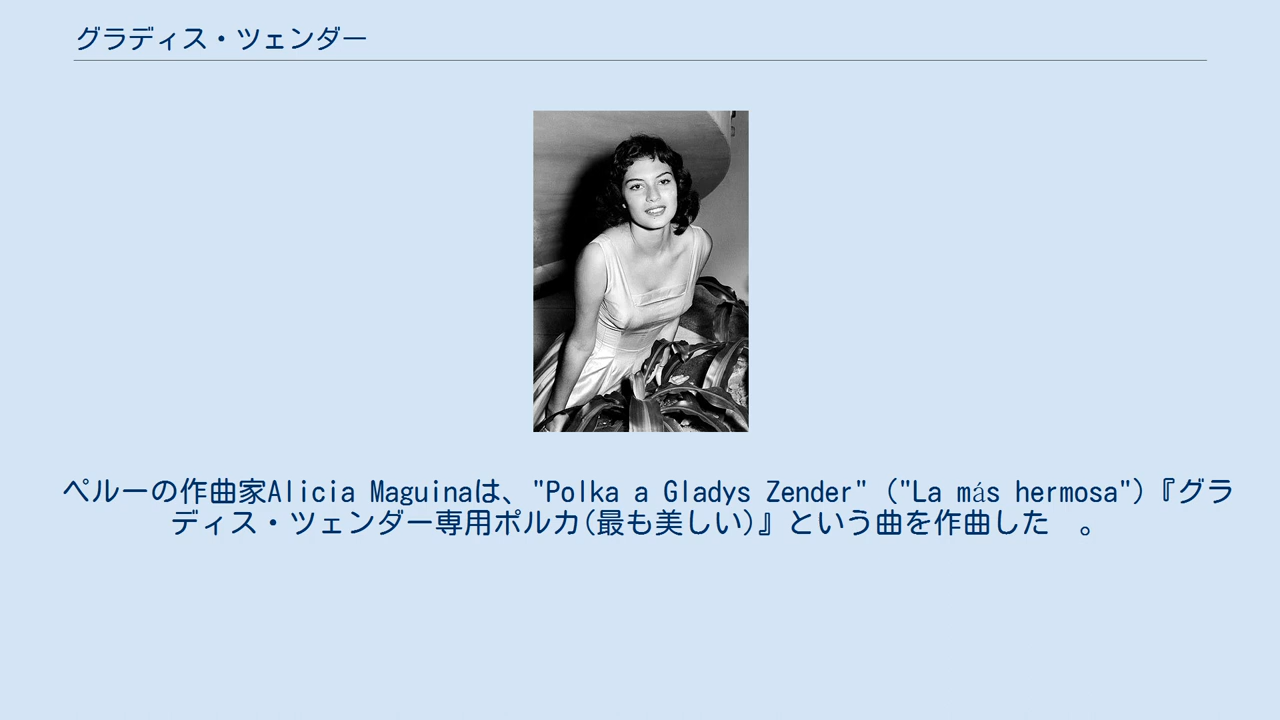 グラディス・ツェンダー
ペルーの作曲家Alicia Maguinaは、"Polka a Gladys Zender" ("La más hermosa")『グラ
ディス・ツェンダー専用ポルカ(最も美しい)』という曲を作曲した　。